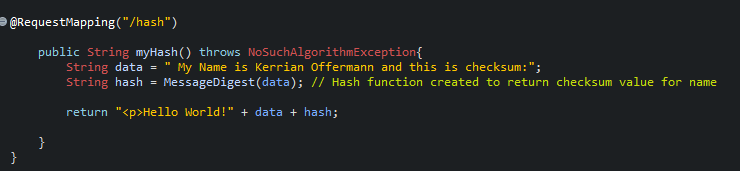 @RequestMapping("/hash")
public String myHash() throws NoSuchAlgorithmException{
String data = " My Name is Kerrian Offermann and this is checksum:";
String hash = MessageDigest(data); // Hash function created to return checksum value for name
return "<p>Hello World!" + data + hash;
}
}